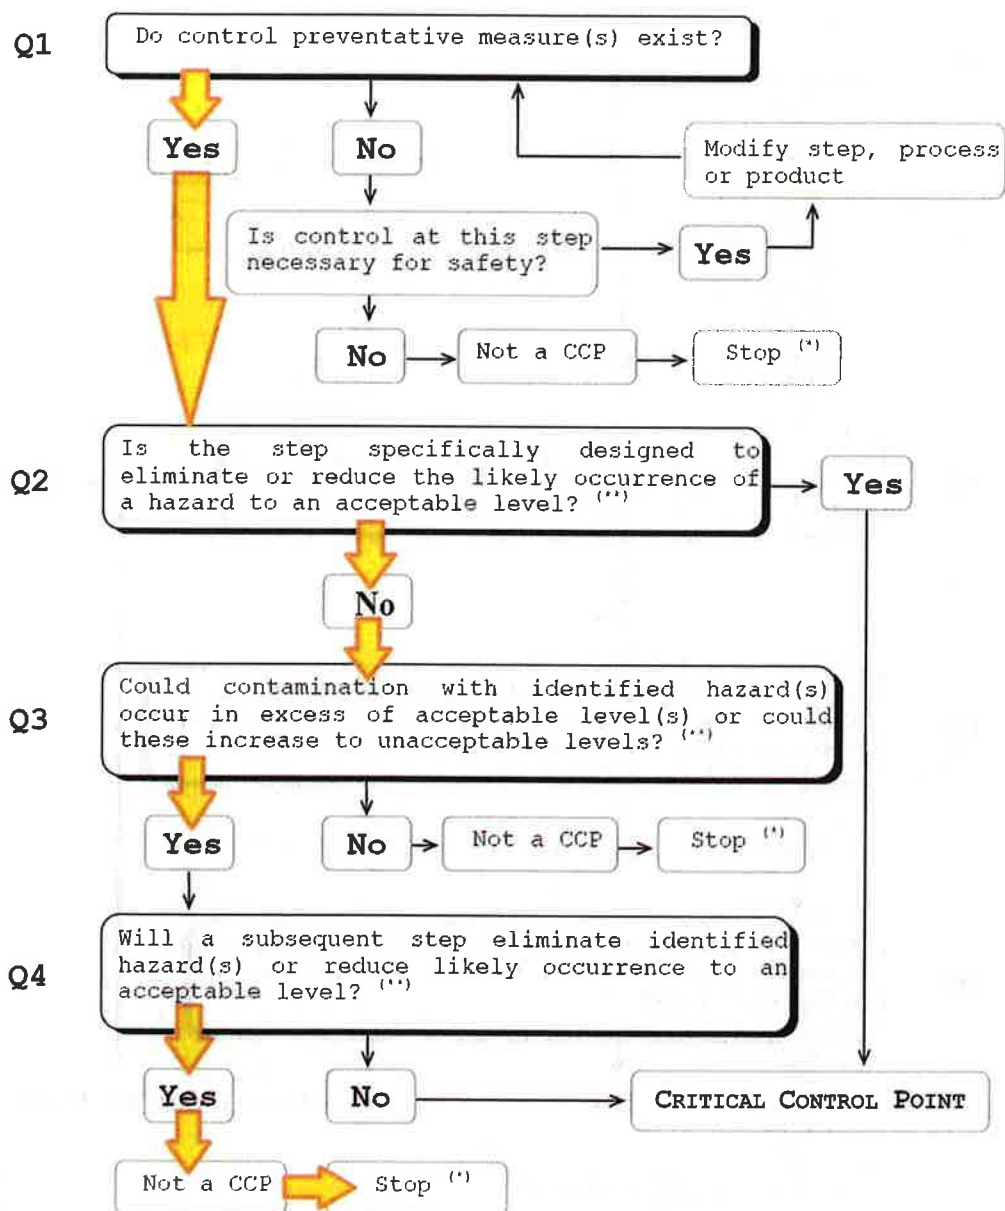 Q1
Do control preventative measure(s) exist?
Yes
No
Modify step, process
or product
Is control at this step
necessary for safety?
Yes
No
Not a CCP
Stop (*)
Q2
Is the step specifically designed to
eliminate or reduce the likely occurrence of
a hazard to an acceptable level? (**)
Yes
No
Q3
Could contamination with identified hazard(s)
occur in excess of acceptable level(s) or could
these increase to unacceptable levels? (**)
Yes
No
Not a CCP
Stop (*)
Q4
Will a subsequent step eliminate identified
hazard(s) or reduce likely occurrence to an
acceptable level? (**)
Yes
No
CRITICAL CONTROL POINT
Not a CCP
Stop (*)